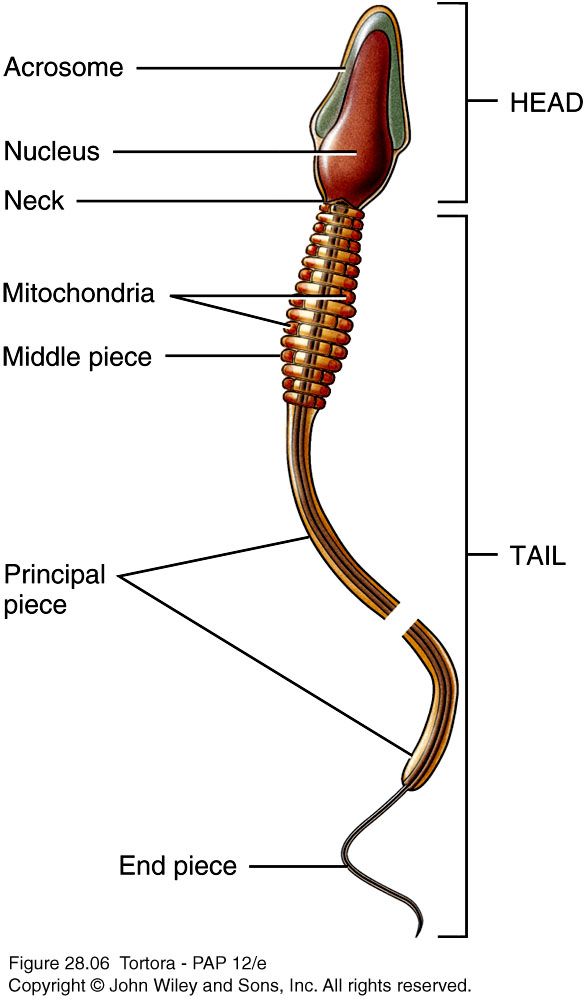 Acrosome
HEAD
Nucleus
Neck
Mitochondria
Middle piece
TAIL
Principal
piece
End piece
Figure 28.06 Tortora - PAP 12/e
Copyright © John Wiley and Sons, Inc. All rights reserved.